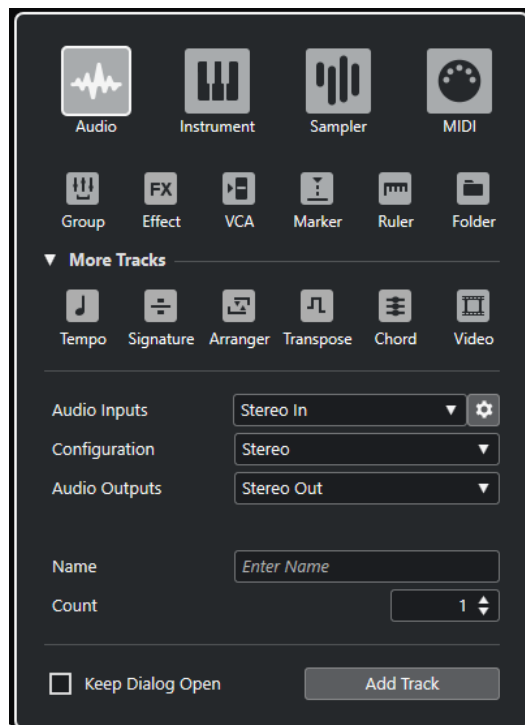 Audio Instrument Sampler MIDI
FX
Group Effect VCA Marker Ruler Folder
More Tracks
Tempo Signature Arranger Transpose Chord Video
Audio Inputs Stereo In
Configuration Stereo
Audio Outputs Stereo Out
Name Enter Name
Count 1
Keep Dialog Open Add Track